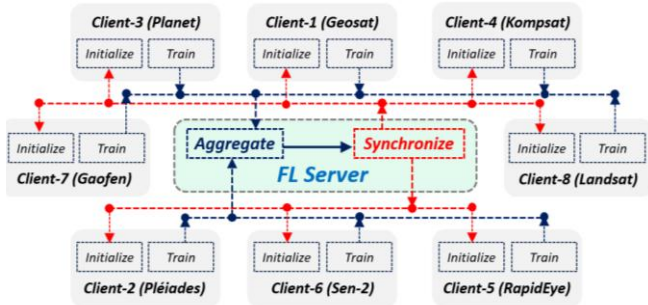 Client-3 (Planet)
Initialize Train
Client-1 (Geosat)
Initialize Train
Client-4 (Kompsat)
Initialize Train
Initialize Train
Client-7 (Gaofen)
Aggregate
Synchronize
FL Server
Initialize Train
Client-8 (Landsat)
Initialize Train
Client-2 (Pléiades)
Initialize Train
Client-6 (Sen-2)
Initialize Train
Client-5 (RapidEye)